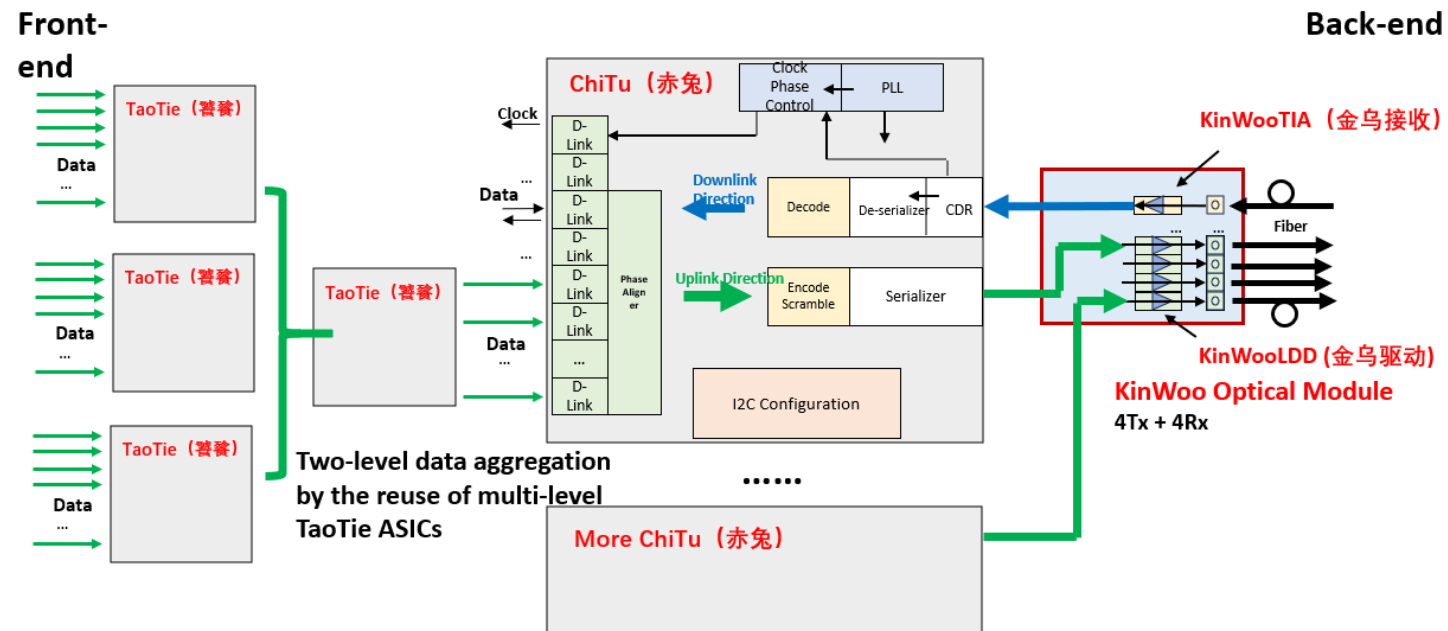 Front-
end
Back-end
TaoTie（饕餮）
Data
...
TaoTie（饕餮）
Data
...
TaoTie（饕餮）
Data
...
TaoTie（饕餮）
Two-level data aggregation
by the reuse of multi-level
TaoTie ASICs
ChiTu（赤兔）
Clock
Phase
Control
PLL
Clock
...
Data
...
Data
...
D-
Link
D-
Link
D-
Link
D-
Link
D-
Link
D-
Link
...
D-
Link
Phase
Align
er
Downlink
Direction
Decode
De-serializer
CDR
Uplink Direction
Encode
Scramble
Serializer
I2C Configuration
......
More ChiTu（赤兔）
KinWooTIA（金乌接收）
O
Fiber
...
...
O
O
O
O
KinWooLDD (金乌驱动)
KinWoo Optical Module
4Tx + 4Rx